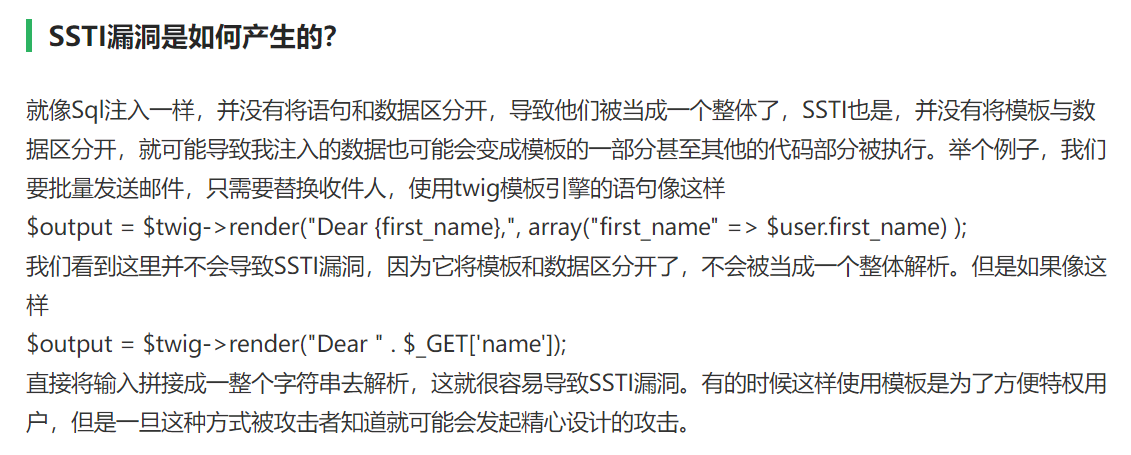 SSTI漏洞是如何产生的?
就像Sql注入一样，并没有将语句和数据区分开，导致他们被当成一个整体了，SSTI也是，并没有将模板与数
据区分开，就可能导致我注入的数据也可能会变成模板的一部分甚至其他的代码部分被执行。举个例子，我们
要批量发送邮件，只需要替换收件人，使用twig模板引擎的语句像这样
$output = $twig->render("Dear {first_name},", array("first_name" => $user.first_name) );
我们看到这里并不会导致SSTI漏洞，因为它将模板和数据区分开了，不会被当成一个整体解析。但是如果像这
样
$output = $twig->render("Dear " . $_GET['name']);
直接将输入拼接成一整个字符串去解析，这就很容易导致SSTI漏洞。有的时候这样使用模板是为了方便特权用
户，但是一旦这种方式被攻击者知道就可能会发起精心设计的攻击。